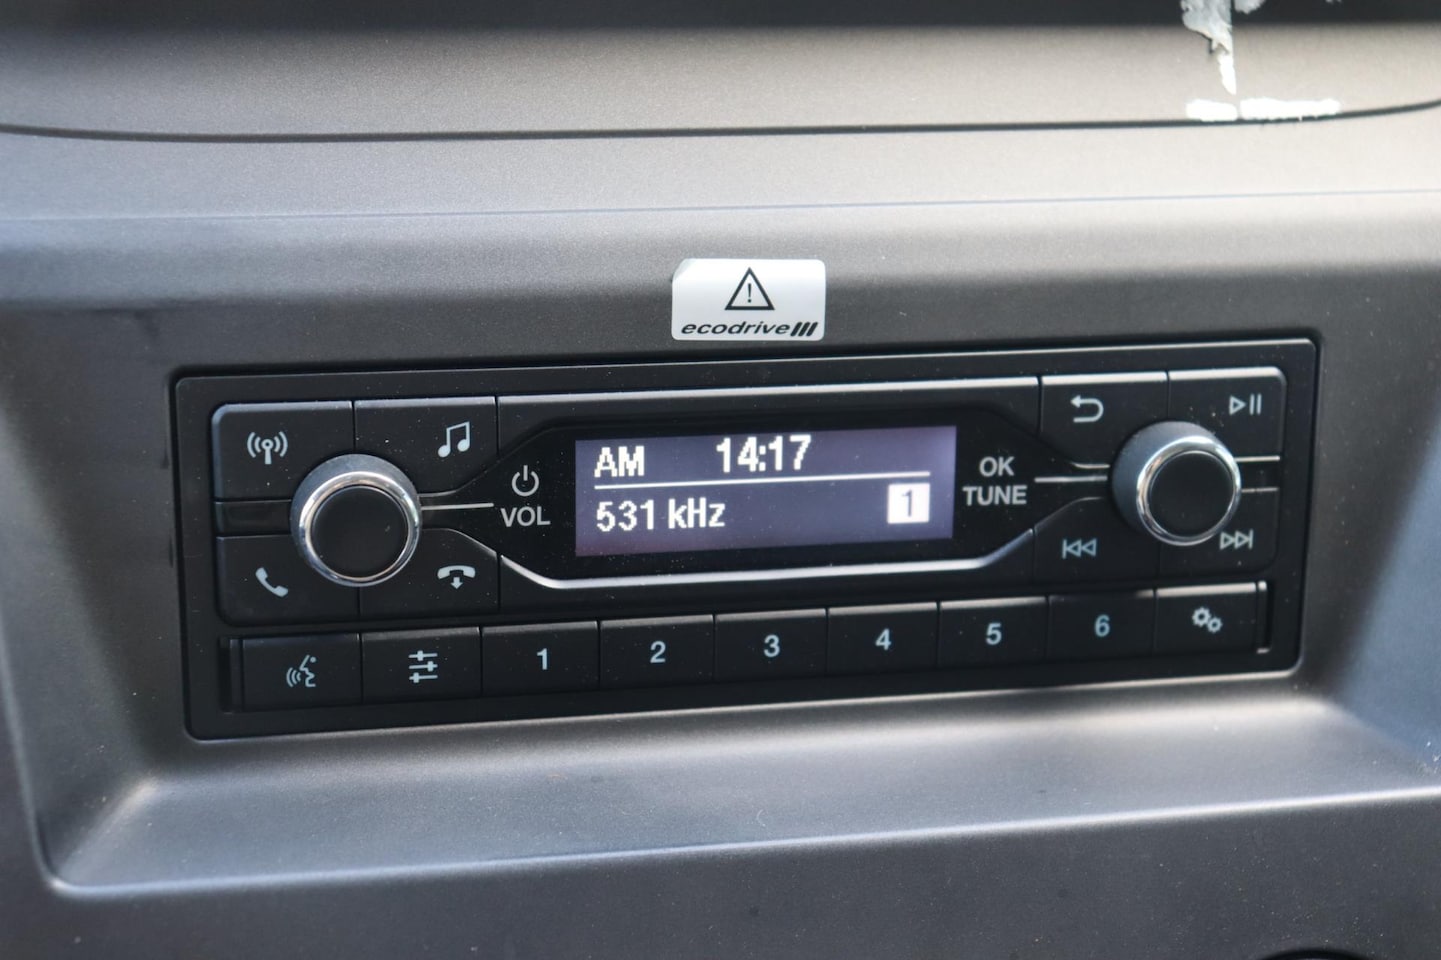 ecodrive
AM 14:17
531 kHz 1
VOL
OK
TUNE
1 2 3 4 5 6